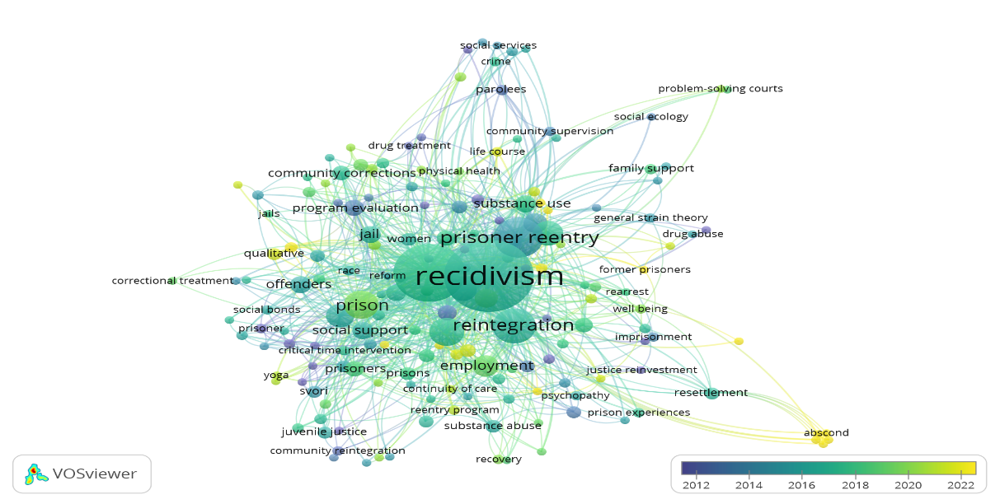 social services
crime
parolees
problem-solving courts
social ecology
community supervision
drug treatment
life course
family support
physical health
community corrections
substance use
program evaluation
jails
general strain theory
jail
women
prisoner reentry
drug abuse
qualitative
race
reform
recidivism
former prisoners
correctional treatment
offenders
rearrest
prison
social bonds
well being
prisoner
social support
reintegration
imprisonment
critical time intervention
prisoners
prisons
employment
justice reinvestment
yoga
svori
continuity of care
psychopathy
resettlement
reentry program
prison experiences
juvenile justice
substance abuse
abscond
community reintegration
recovery
VOSviewer
2012 2014 2016 2018 2020 2022